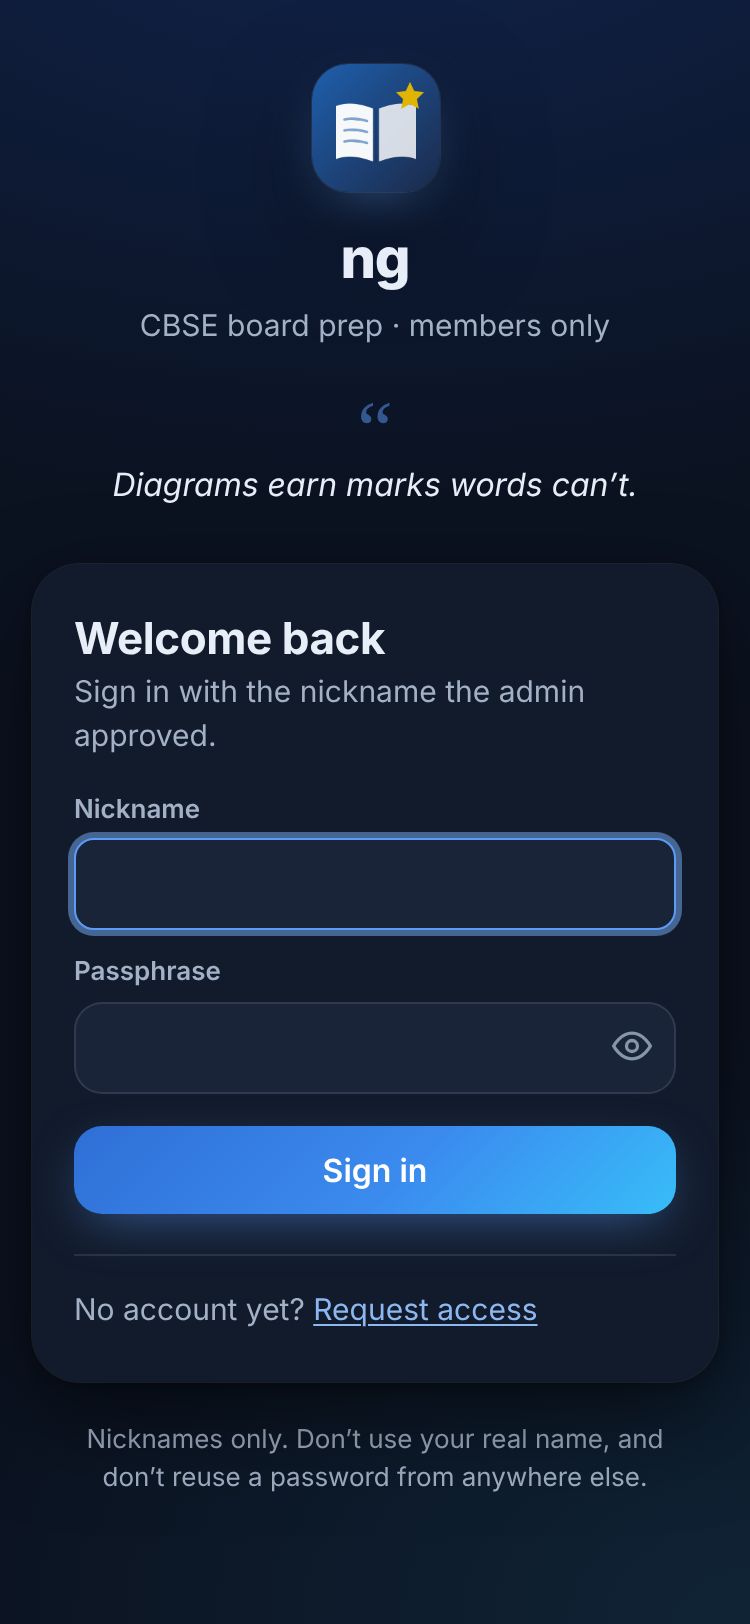 ng
CBSE board prep · members only
“
Diagrams earn marks words can’t.
Welcome back
Sign in with the nickname the admin
approved.
Nickname
Passphrase
Sign in
No account yet? Request access
Nicknames only. Don’t use your real name, and
don’t reuse a password from anywhere else.